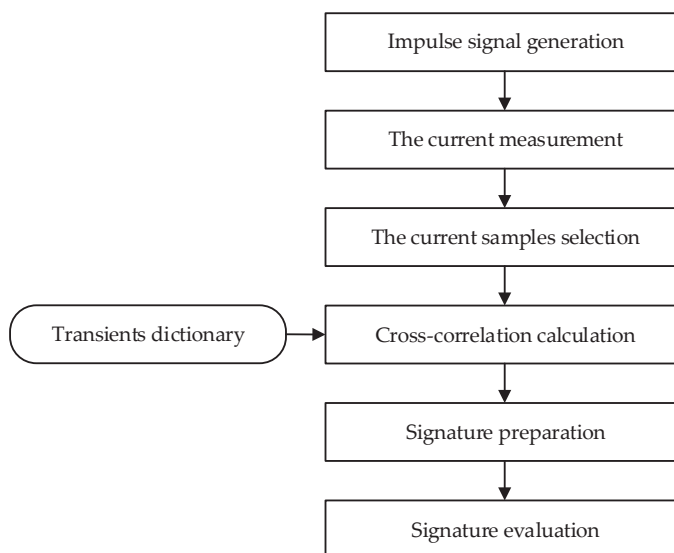 Impulse signal generation
The current measurement
The current samples selection
Transients dictionary
Cross-correlation calculation
Signature preparation
Signature evaluation